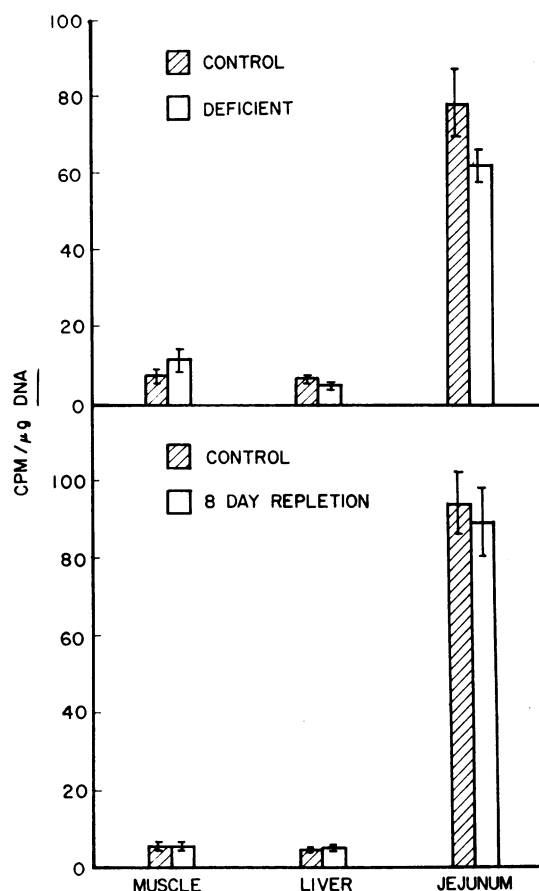 100
CONTROL
DEFICIENT
80
60
40
20
0
CPM/µg DNA
CONTROL
8 DAY REPLETION
100
80
60
40
20
0
MUSCLE LIVER JEJUNUM